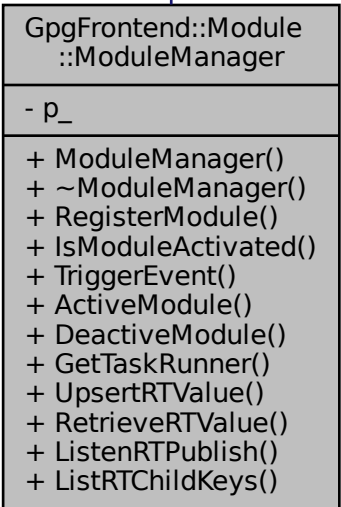 GpgFrontend::Module
::ModuleManager
- p_
+ ModuleManager()
+ ~ModuleManager()
+ RegisterModule()
+ IsModuleActivated()
+ TriggerEvent()
+ ActiveModule()
+ DeactiveModule()
+ GetTaskRunner()
+ UpsertRTValue()
+ RetrieveRTValue()
+ ListenRTPublish()
+ ListRTChildKeys()